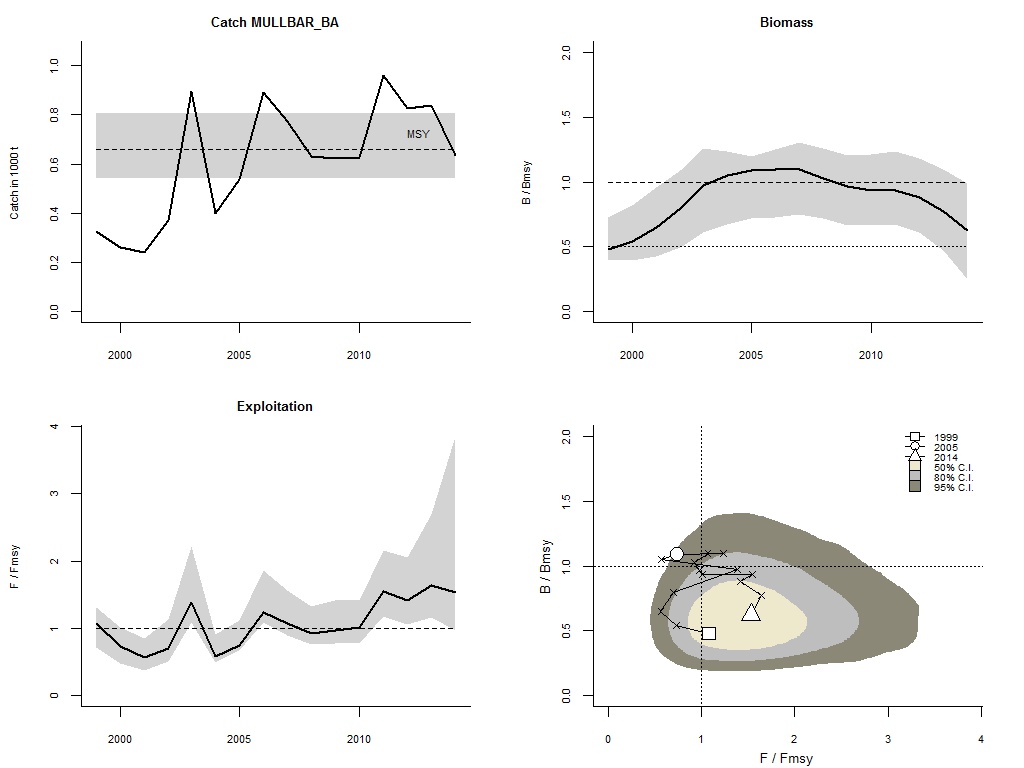 Catch MULLBAR_BA
Catch in 1000 t
0.0 0.2 0.4 0.6 0.8 1.0
MSY
2000 2005 2010
Biomass
B / Bmsy
0.0 0.5 1.0 1.5 2.0
2000 2005 2010
Exploitation
F / Fmsy
0 1 2 3 4
2000 2005 2010
B / Bmsy
0.0 0.5 1.0 1.5 2.0
1999
2005
2014
50% C.I.
80% C.I.
95% C.I.
0 1 2 3 4
F / Fmsy